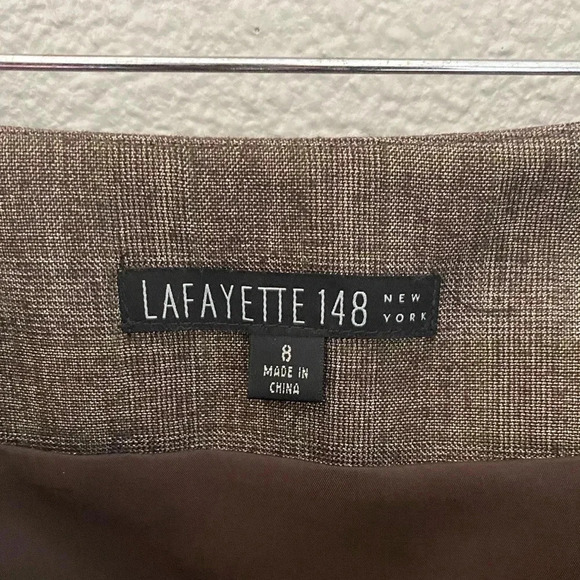 LAFAYETTE 148 NEW YORK
8
MADE IN
CHINA